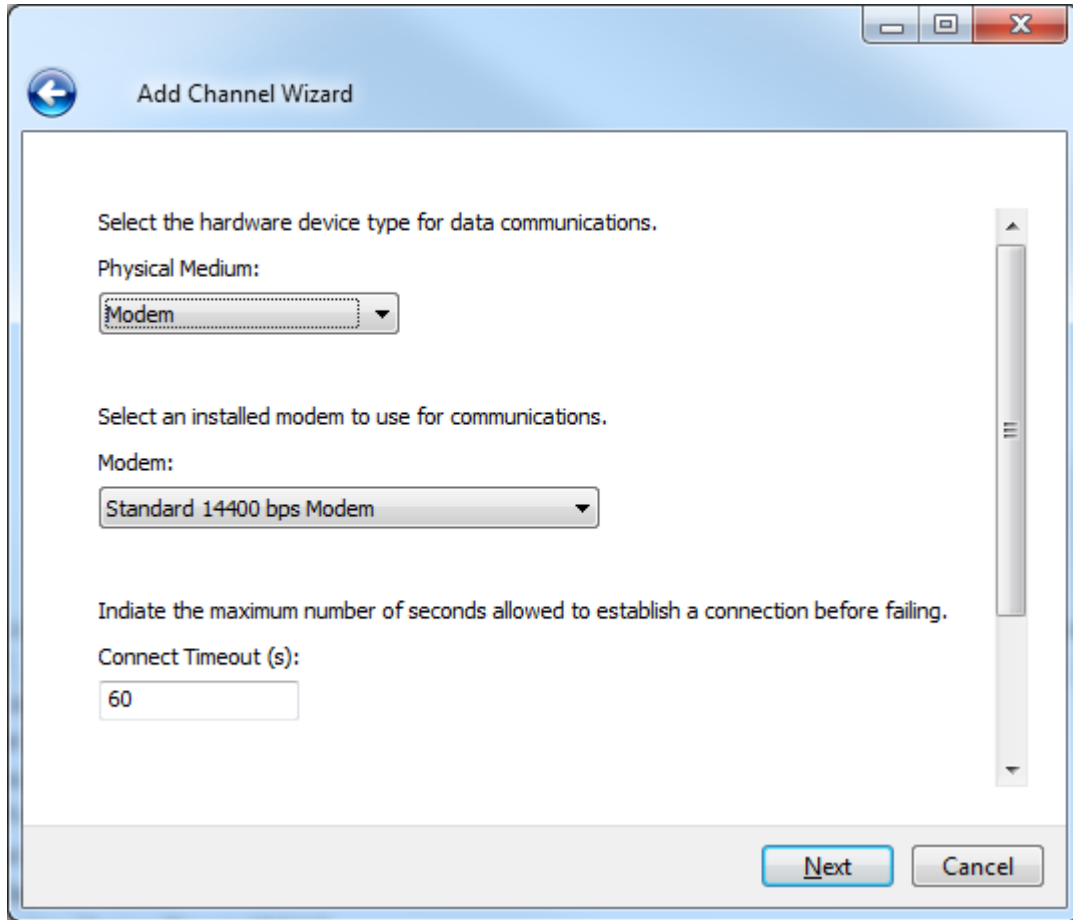 Add Channel Wizard
Select the hardware device type for data communications.
Physical Medium:
Modem
Select an installed modem to use for communications.
Modem:
Standard 14400 bps Modem
Indiate the maximum number of seconds allowed to establish a connection before failing.
Connect Timeout (s):
60
Next Cancel